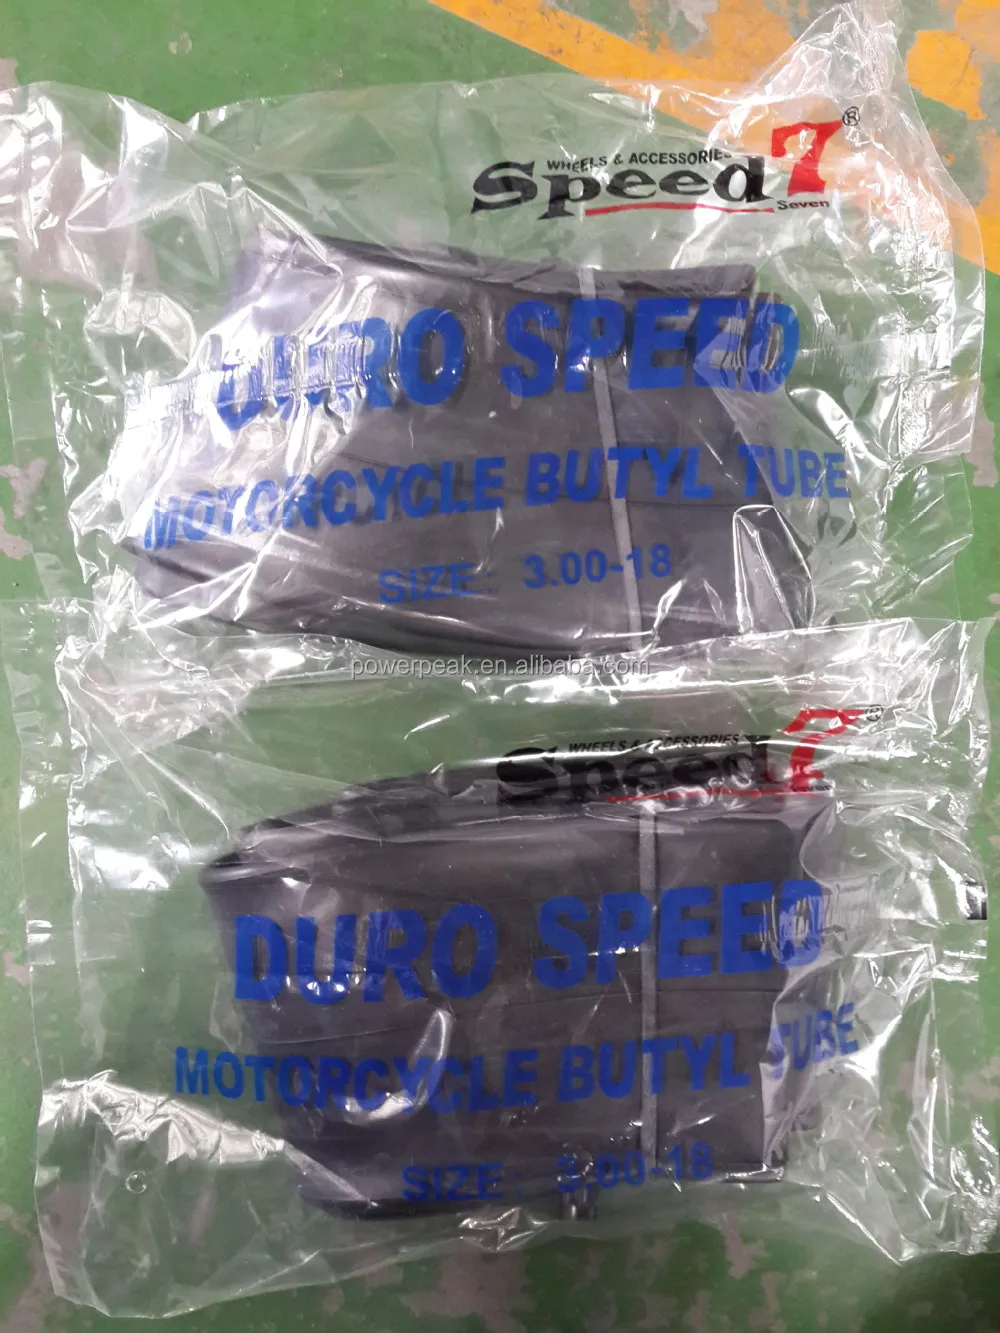 WHEELS & ACCESSORIES
Speed 7®
Seven
DURO SPEED
MOTORCYCLE BUTYL TUBE
SIZE: 3.00-18
powerpeak.en.alibaba.com
WHEELS & ACCESSORIES
Speed 7®
DURO SPEED
MOTORCYCLE BUTYL TUBE
SIZE: 3.00-18